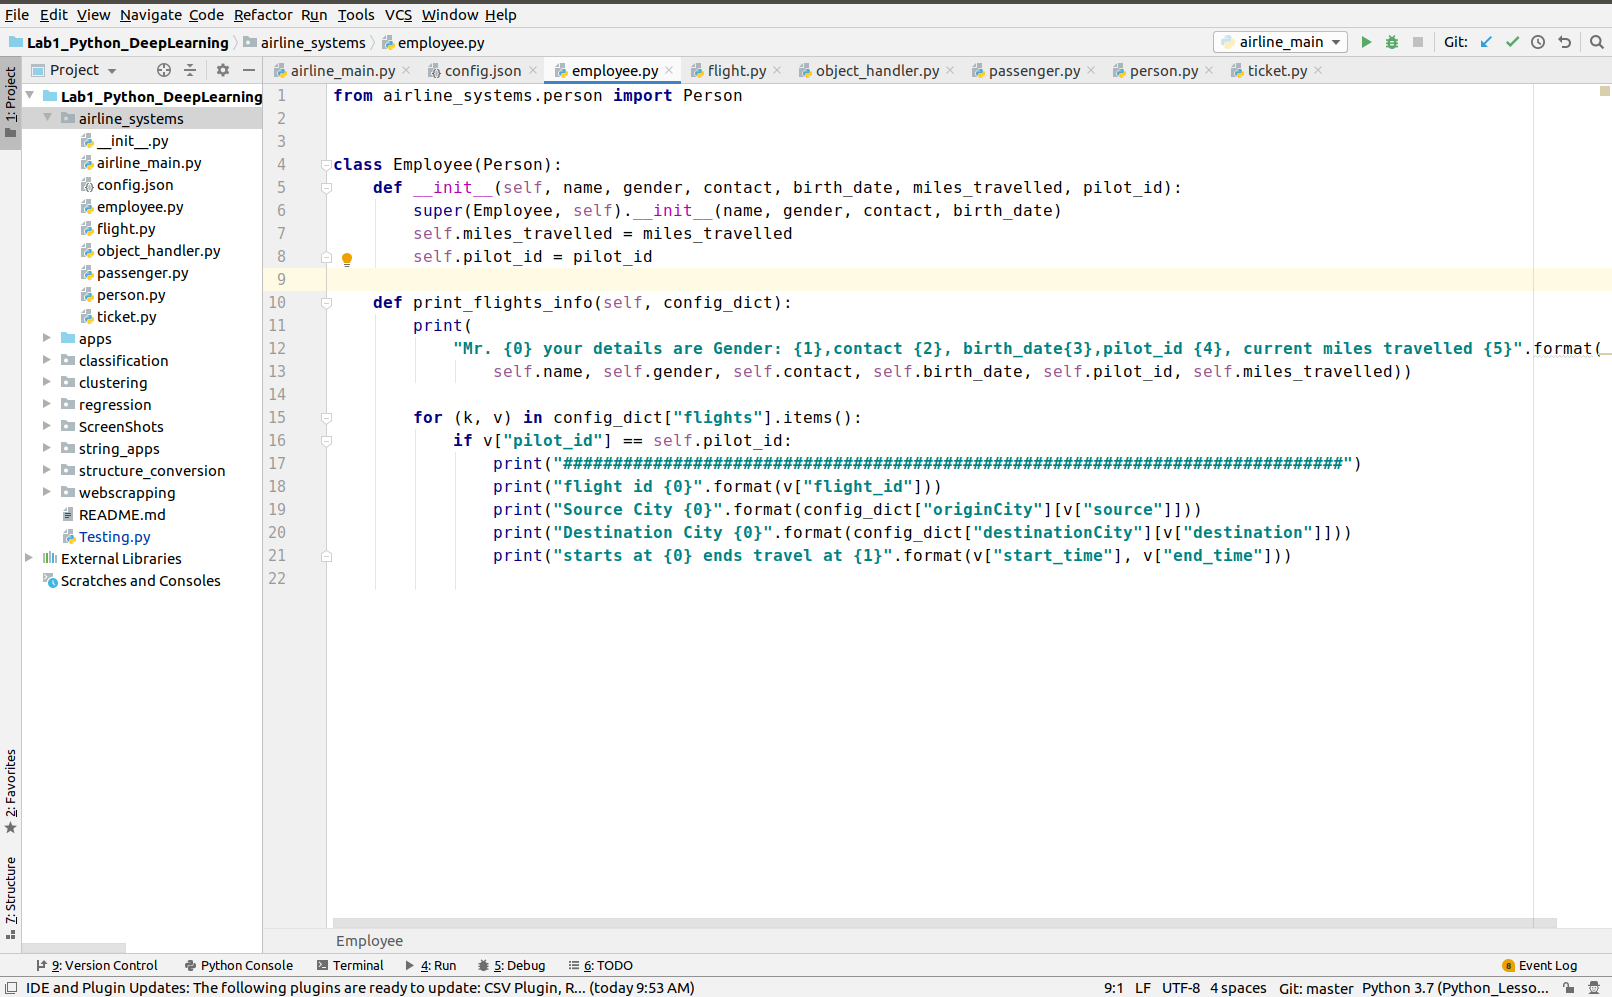 File Edit View Navigate Code Refactor Run Tools VCS Window Help
Lab1_Python_DeepLearning airline_systems employee.py airline_main Git:
1: Project
Project
airline_main.py config.json employee.py flight.py object_handler.py passenger.py person.py ticket.py
Lab1_Python_DeepLearning
airline_systems
__init__.py
airline_main.py
config.json
employee.py
flight.py
object_handler.py
passenger.py
person.py
ticket.py
apps
classification
clustering
regression
ScreenShots
string_apps
structure_conversion
webscrapping
README.md
Testing.py
External Libraries
Scratches and Consoles
2: Favorites
7: Structure
1 from airline_systems.person import Person
2
3
4 class Employee(Person):
5 def __init__(self, name, gender, contact, birth_date, miles_travelled, pilot_id):
6 super(Employee, self).__init__(name, gender, contact, birth_date)
7 self.miles_travelled = miles_travelled
8 self.pilot_id = pilot_id
9
10 def print_flights_info(self, config_dict):
11 print(
12 "Mr. {0} your details are Gender: {1},contact {2}, birth_date{3},pilot_id {4}, current miles travelled {5}".format(
13 self.name, self.gender, self.contact, self.birth_date, self.pilot_id, self.miles_travelled))
14
15 for (k, v) in config_dict["flights"].items():
16 if v["pilot_id"] == self.pilot_id:
17 print("##############################################################################")
18 print("flight id {0}".format(v["flight_id"]))
19 print("Source City {0}".format(config_dict["originCity"][v["source"]]))
20 print("Destination City {0}".format(config_dict["destinationCity"][v["destination"]]))
21 print("starts at {0} ends travel at {1}".format(v["start_time"], v["end_time"]))
22
Employee
9: Version Control Python Console Terminal 4: Run 5: Debug 6: TODO 8 Event Log
IDE and Plugin Updates: The following plugins are ready to update: CSV Plugin, R... (today 9:53 AM) 9:1 LF UTF-8 4 spaces Git: master Python 3.7 (Python_Lesso...